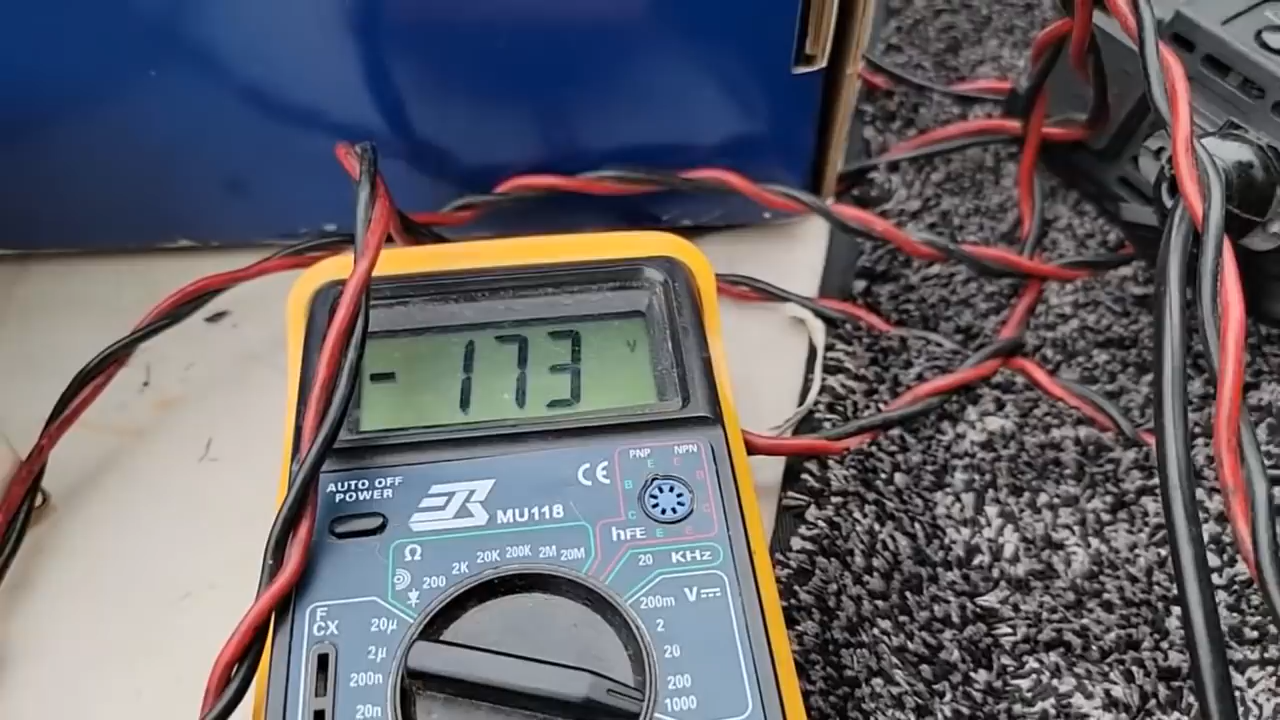 - 173 V
AUTO OFF
POWER
MU118
CE
PNP NPN
E E
B B
C C
E E
hFE
Ω
200 2K 20K 200K 2M 20M
20 KHz
V
200m
2
20
200
1000
F
CX
20µ
2µ
200n
20n